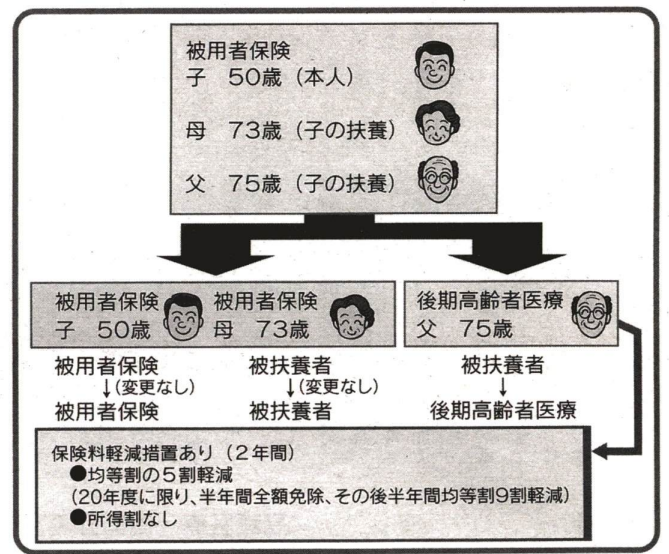 被用者保険
子 50歳（本人）
母 73歳（子の扶養）
父 75歳（子の扶養）
被用者保険
子 50歳
被用者保険
母 73歳
後期高齢者医療
父 75歳
被用者保険
↓(変更なし)
被用者保険
被扶養者
↓(変更なし)
被扶養者
被扶養者
↓
後期高齢者医療
保険料軽減措置あり（2年間）
●均等割の5割軽減
(20年度に限り、半年間全額免除、その後半年間均等割9割軽減)
●所得割なし